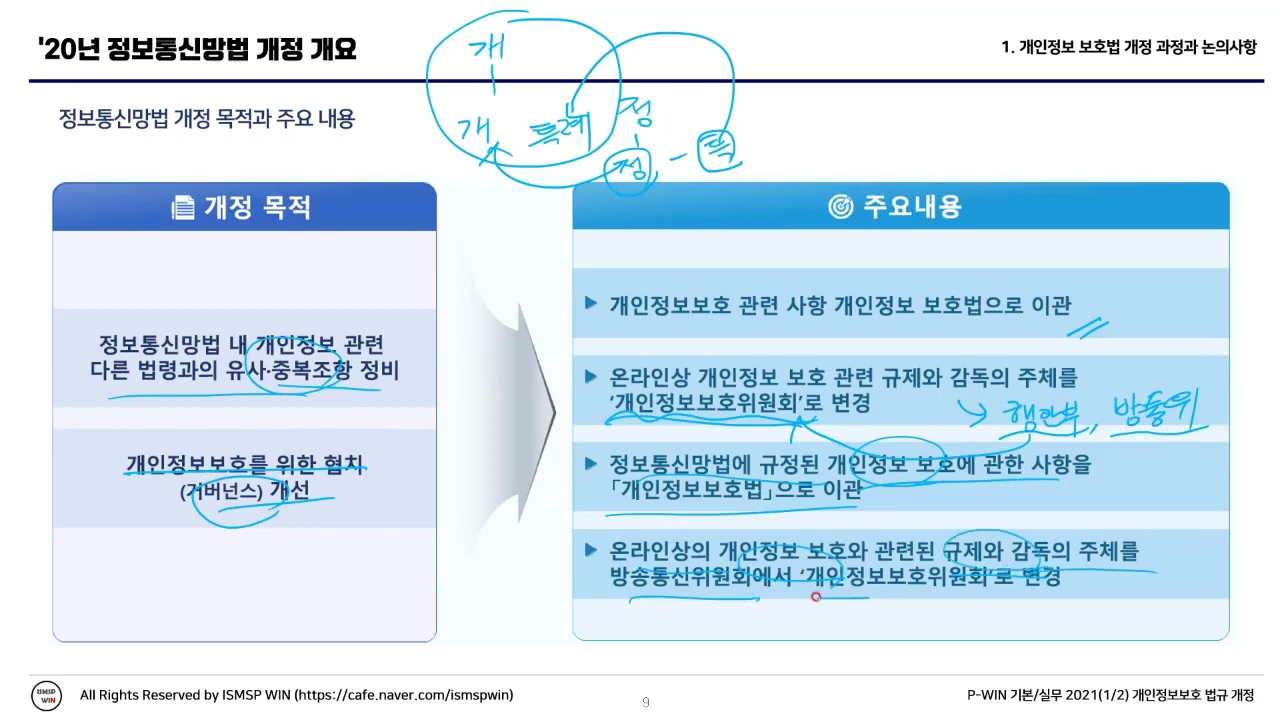 '20년 정보통신망법 개정 개요
1. 개인정보 보호법 개정 과정과 논의사항
개
개 특례 정
정 - 특
정보통신망법 개정 목적과 주요 내용
개정 목적
정보통신망법 내 개인정보 관련
다른 법령과의 유사·중복조항 정비
개인정보보호를 위한 협치
(거버넌스) 개선
주요내용
개인정보보호 관련 사항 개인정보 보호법으로 이관
온라인상 개인정보 보호 관련 규제와 감독의 주체를
'개인정보보호위원회'로 변경
행안부, 방통위
정보통신망법에 규정된 개인정보 보호에 관한 사항을
「개인정보보호법」으로 이관
온라인상의 개인정보 보호와 관련된 규제와 감독의 주체를
방송통신위원회에서 '개인정보보호위원회'로 변경
ISMSP
WIN
All Rights Reserved by ISMSP WIN (https://cafe.naver.com/ismspwin)
9
P-WIN 기본/실무 2021(1/2) 개인정보보호 법규 개정